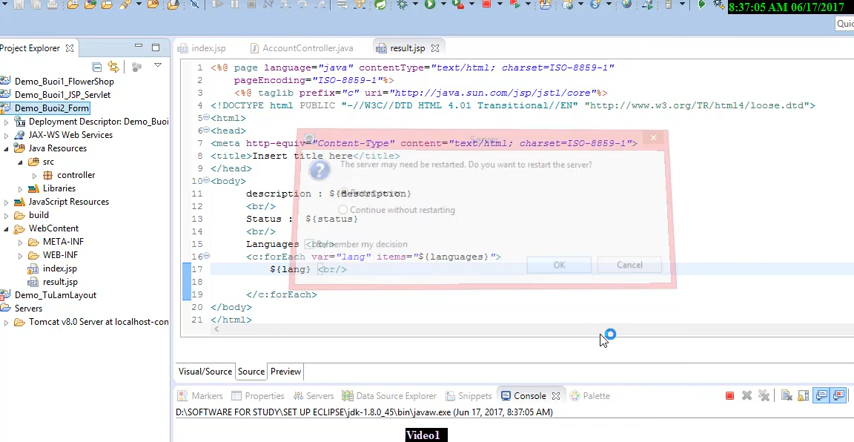 8:37:05 AM 06/17/2017
Quic
Project Explorer
index.jsp
AccountController.java
result.jsp
Demo_Buoi1_FlowerShop
Demo_Buoi1_JSP_Servlet
Demo_Buoi2_Form
Deployment Descriptor: Demo_Buoi
JAX-WS Web Services
Java Resources
src
controller
Libraries
JavaScript Resources
build
WebContent
META-INF
WEB-INF
index.jsp
result.jsp
Demo_TuLamLayout
Servers
Tomcat v8.0 Server at localhost-con
1 <%@ page language="java" contentType="text/html; charset=ISO-8859-1"
2 pageEncoding="ISO-8859-1"%>
3 <%@ taglib prefix="c" uri="http://java.sun.com/jsp/jstl/core"%>
4 <!DOCTYPE html PUBLIC "-//W3C//DTD HTML 4.01 Transitional//EN" "http://www.w3.org/TR/html4/loose.dtd">
5 <html>
6 <head>
7 <meta http-equiv="Content-Type" content="text/html; charset=ISO-8859-1">
8 <title>Insert title here</title>
9 </head>
10 <body>
11 description : ${description}
12 <br/>
13 Status : ${status}
14 <br/>
15 Languages <br/>
16 <c:forEach var="lang" items="${languages}">
17 ${lang} <br/>
18
19 </c:forEach>
20 </body>
21 </html>
Server
The server may need be restarted. Do you want to restart the server?
Continue without restarting
Remember my decision
OK
Cancel
Visual/Source
Source
Preview
Markers
Properties
Servers
Data Source Explorer
Snippets
Console
Palette
D:\SOFTWARE FOR STUDY\SET UP ECLIPSE\jdk-1.8.0_45\bin\javaw.exe (Jun 17, 2017, 8:37:05 AM)
Video1